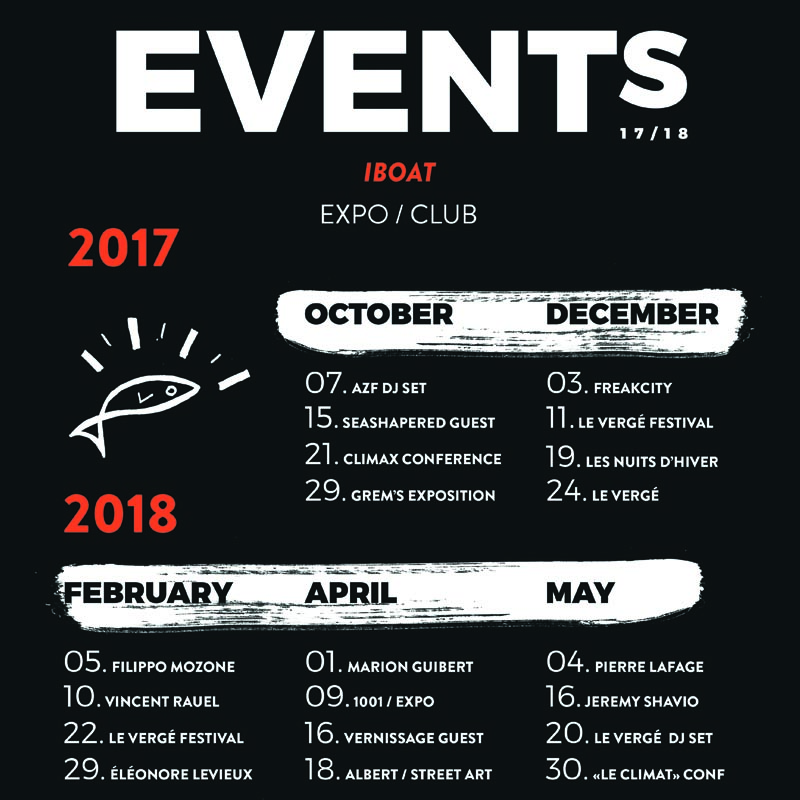 EVENTS
17/18
IBOAT
EXPO / CLUB
2017
OCTOBER
07. AZF DJ SET
15. SEASHAPERED GUEST
21. CLIMAX CONFERENCE
29. GREM'S EXPOSITION
DECEMBER
03. FREAKCITY
11. LE VERGÉ FESTIVAL
19. LES NUITS D'HIVER
24. LE VERGÉ
2018
FEBRUARY
05. FILIPPO MOZONE
10. VINCENT RAUEL
22. LE VERGÉ FESTIVAL
29. ÉLÉONORE LEVIEUX
APRIL
01. MARION GUIBERT
09. 1001 / EXPO
16. VERNISSAGE GUEST
18. ALBERT / STREET ART
MAY
04. PIERRE LAFAGE
16. JEREMY SHAVIO
20. LE VERGÉ DJ SET
30. «LE CLIMAT» CONF